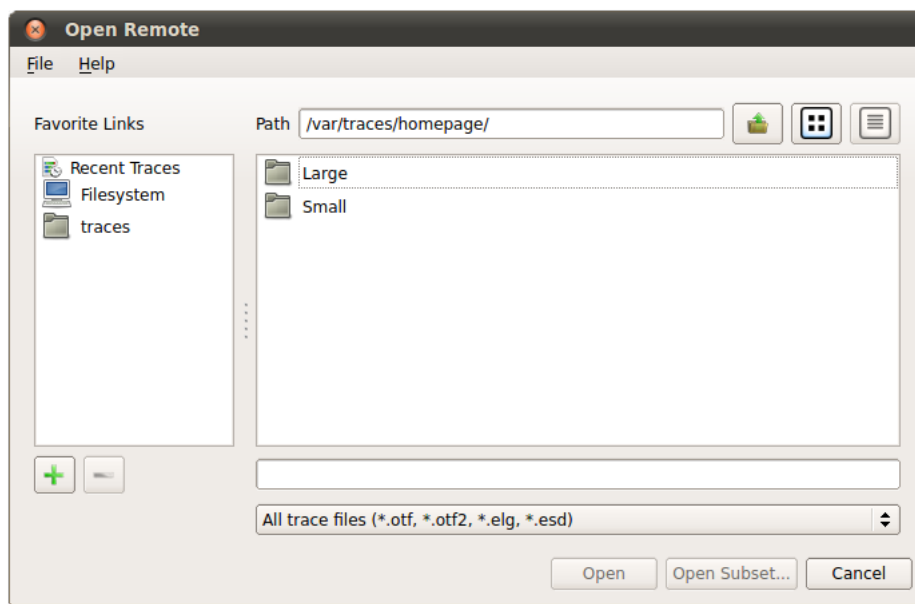 Open Remote
File Help
Favorite Links
Path /var/traces/homepage/
Recent Traces
Filesystem
traces
Large
Small
All trace files (*.otf, *.otf2, *.elg, *.esd)
Open Open Subset... Cancel